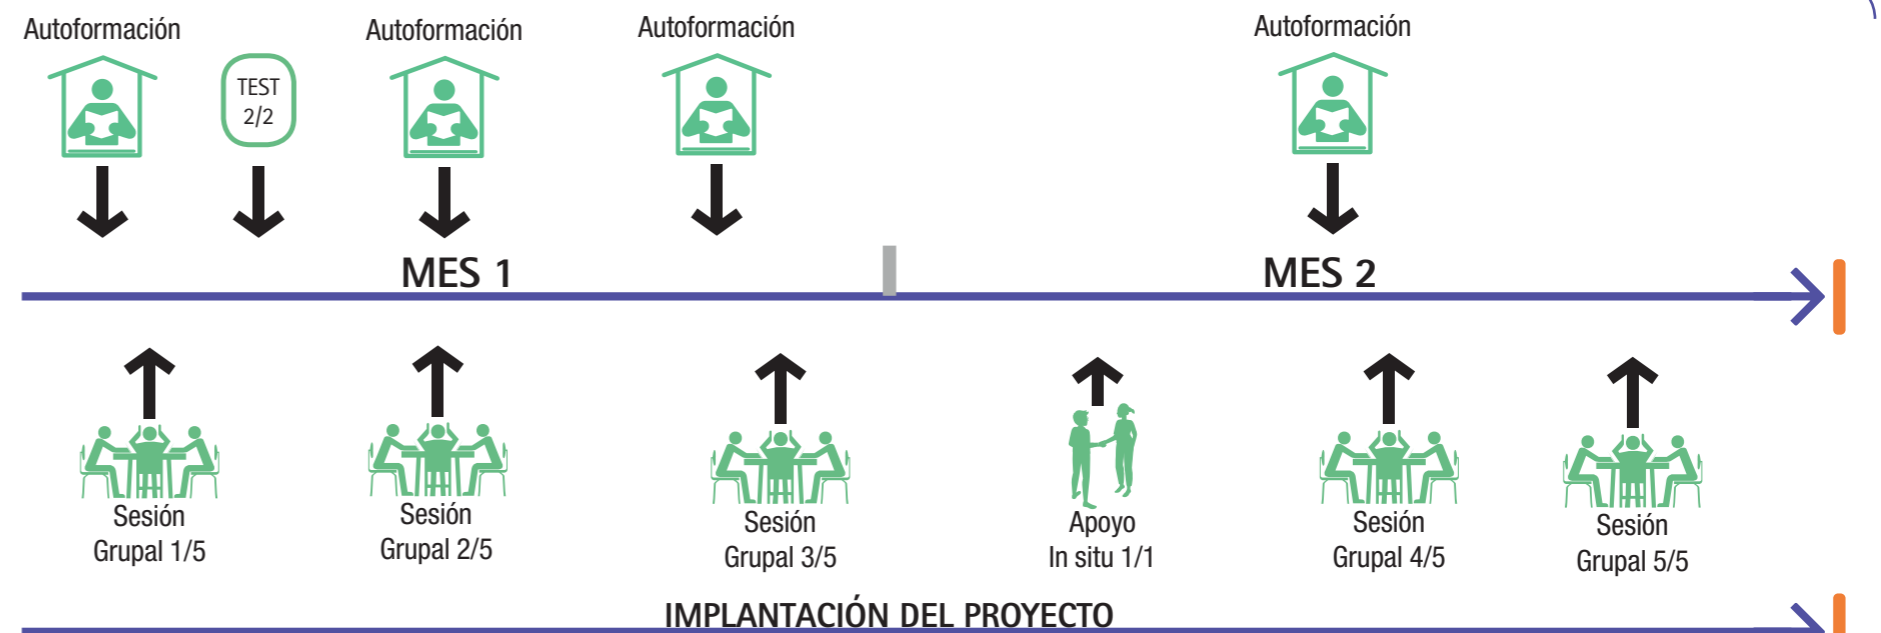 Autoformación
Autoformación
Autoformación
Autoformación
TEST
2/2
MES 1
MES 2
Sesión
Grupal 1/5
Sesión
Grupal 2/5
Sesión
Grupal 3/5
Apoyo
In situ 1/1
Sesión
Grupal 4/5
Sesión
Grupal 5/5
IMPLANTACIÓN DEL PROYECTO